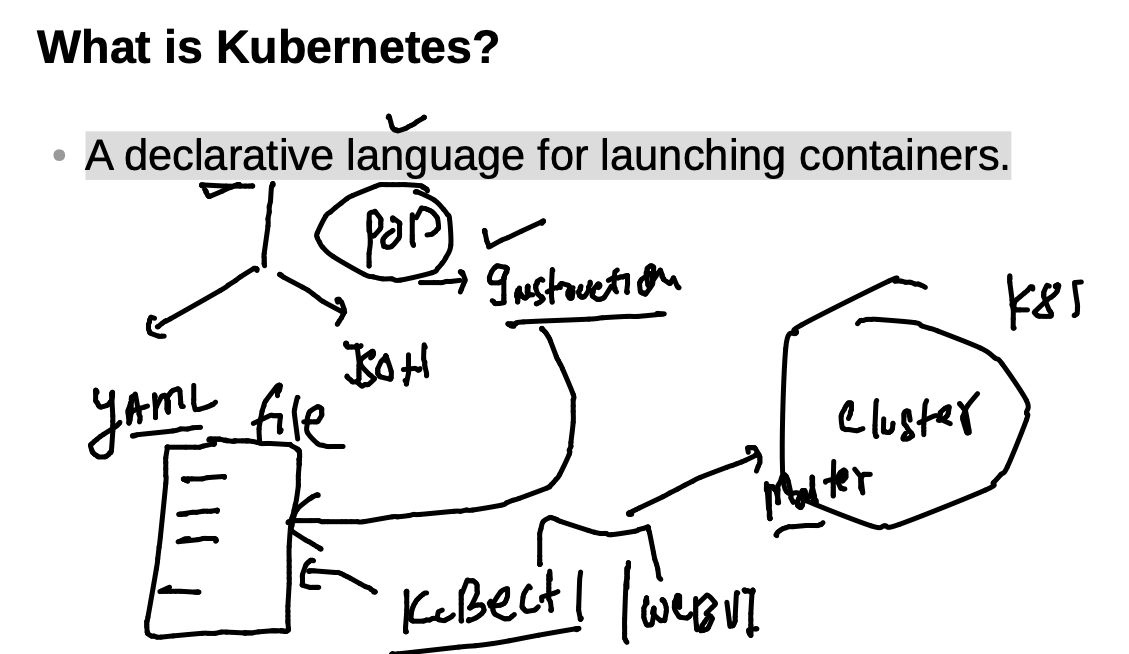 What is Kubernetes?
A declarative language for launching containers.
POD
Instruction
K8S
JSON
YAML file
Cluster
Master
KuBectl | WEBUI